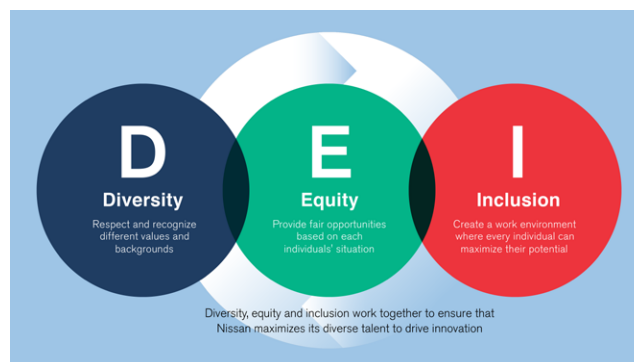 D
Diversity
Respect and recognize
different values and
backgrounds
E
Equity
Provide fair opportunities
based on each
individuals' situation
I
Inclusion
Create a work environment
where every individual can
maximize their potential
Diversity, equity and inclusion work together to ensure that
Nissan maximizes its diverse talent to drive innovation